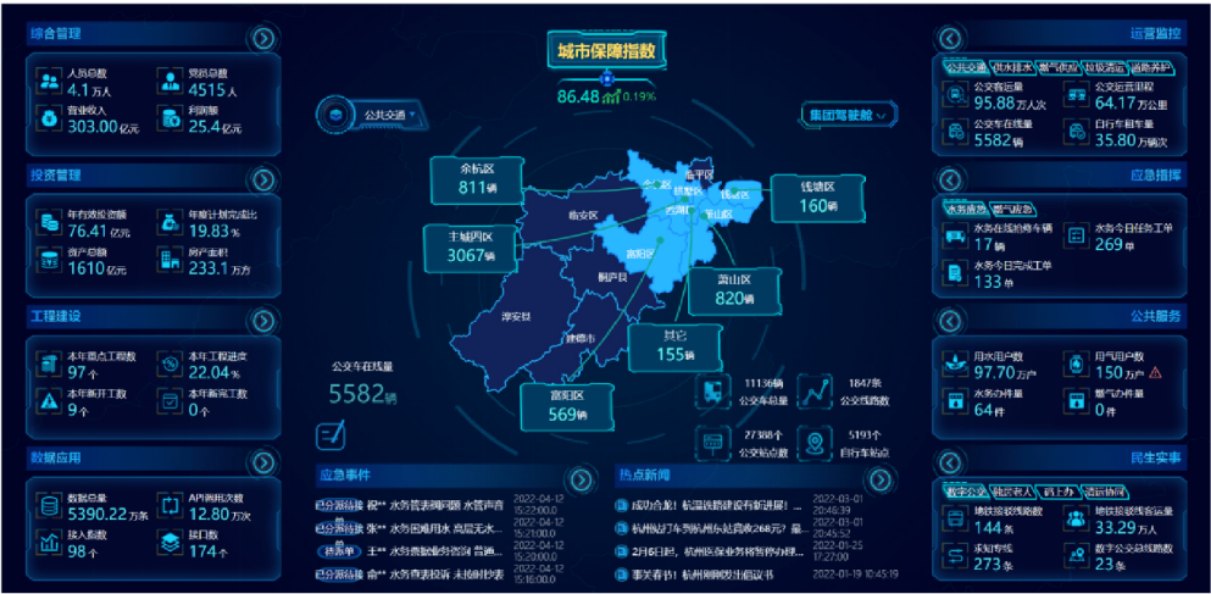 综合管理
人员总数
4.1万人
党员总数
4515人
营业收入
303.00亿元
利润额
25.4亿元
投资管理
年有效投资额
76.41亿元
年度计划完成比
19.83%
资产总额
1610亿元
房产面积
233.1万方
工程建设
本年重点工程数
97个
本年工程进度
22.04%
本年新开工数
9个
本年新完工数
0个
数据应用
数据总量
5390.22万条
API调用次数
12.80万次
接入源数
98个
接口数
174个
城市保障指数
86.48 0.19%
公共交通
集团驾驶舱
余杭区
811辆
主城四区
3067辆
钱塘区
160辆
萧山区
820辆
其它
155辆
富阳区
569辆
临平区
余杭区
拱墅区
钱塘区
西湖区
萧山区
临安区
富阳区
桐庐县
淳安县
建德市
公交车在线量
5582辆
11136辆
公交车总量
1847条
公交线路数
27388个
公交站点数
5193个
自行车站点
应急事件
已分派待接单 祝** 水务管表阀问题 水管声音 2022-04-12 15:22:00.0
已分派待接单 张** 水务困难用水 高层无水... 2022-04-12 15:21:00.0
待派单 王** 水务票据业务咨询 普通... 2022-04-12 15:20:00.0
已分派待接 俞** 水务查表投诉 未按时抄表 2022-04-12 15:16:00.0
热点新闻
成功合龙！杭温铁路建设有新进展！... 2022-03-01 20:46:39
杭州站打车到杭州东站竟收268元？最... 2022-03-01 20:45:52
2月6日起，杭州医保业务将暂停办理... 2022-01-25 17:27:00
事关春节！杭州刚刚发出倡议书 2022-01-19 10:45:19
运营监控
公共交通 供水排水 燃气供应 垃圾清运 道路养护
公交客运量
95.88万人次
公交运营里程
64.17万公里
公交车在线量
5582辆
自行车租车量
35.80万辆次
应急指挥
水务应急 燃气应急
水务在线抢修车辆
17辆
水务今日任务工单
269单
水务今日完成工单
133单
公共服务
用水用户数
97.70万户
用气用户数
150万户
水务办件量
64件
燃气办件量
0件
民生实事
数字公交 独居老人 一码上办 清运协同
地铁接驳线路数
144条
地铁接驳线客运量
33.29万人
求知专线
273条
数字公交总线路数
23条